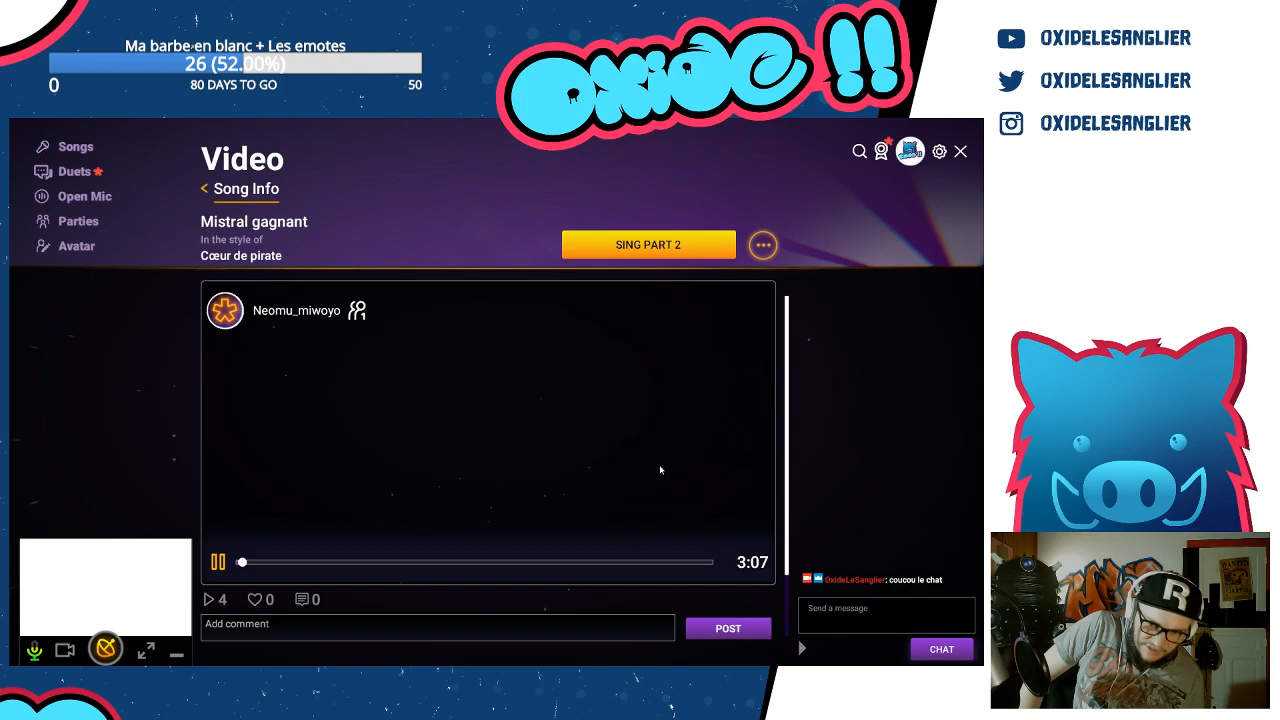 Ma barbe en blanc + Les emotes
26 (52.00%)
0
80 DAYS TO GO
50
OXIDE !!
OXIDELESANGLIER
OXIDELESANGLIER
OXIDELESANGLIER
Songs
Duets
Open Mic
Parties
Avatar
Video
< Song Info
Mistral gagnant
In the style of
Cœur de pirate
SING PART 2
Neomu_miwoyo
3:07
4
0
0
Add comment
POST
OxideLeSanglier: coucou le chat
Send a message
CHAT
R
WANTED